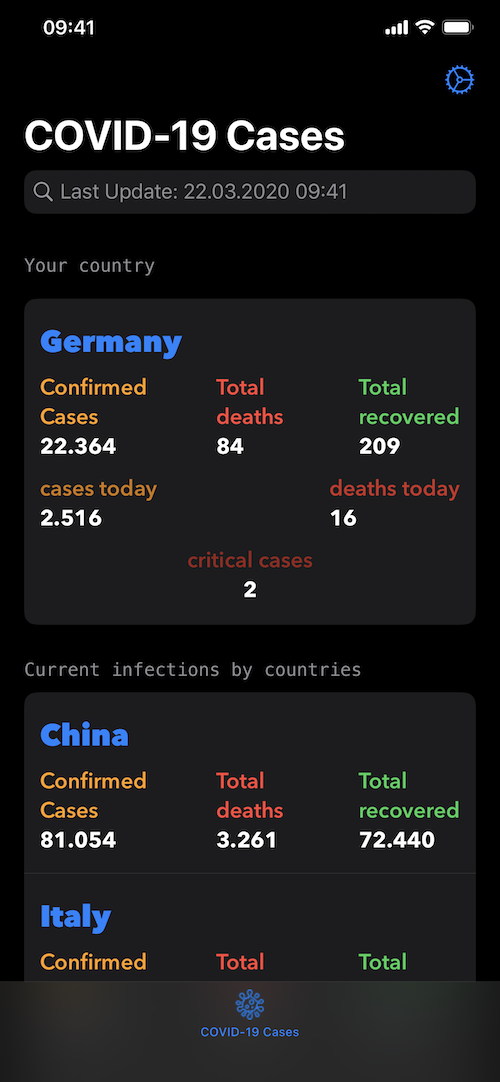 09:41
COVID-19 Cases
Last Update: 22.03.2020 09:41
Your country
Germany
Confirmed Total Total
Cases deaths recovered
22.364 84 209
cases today deaths today
2.516 16
critical cases
2
Current infections by countries
China
Confirmed Total Total
Cases deaths recovered
81.054 3.261 72.440
Italy
Confirmed Total Total
COVID-19 Cases